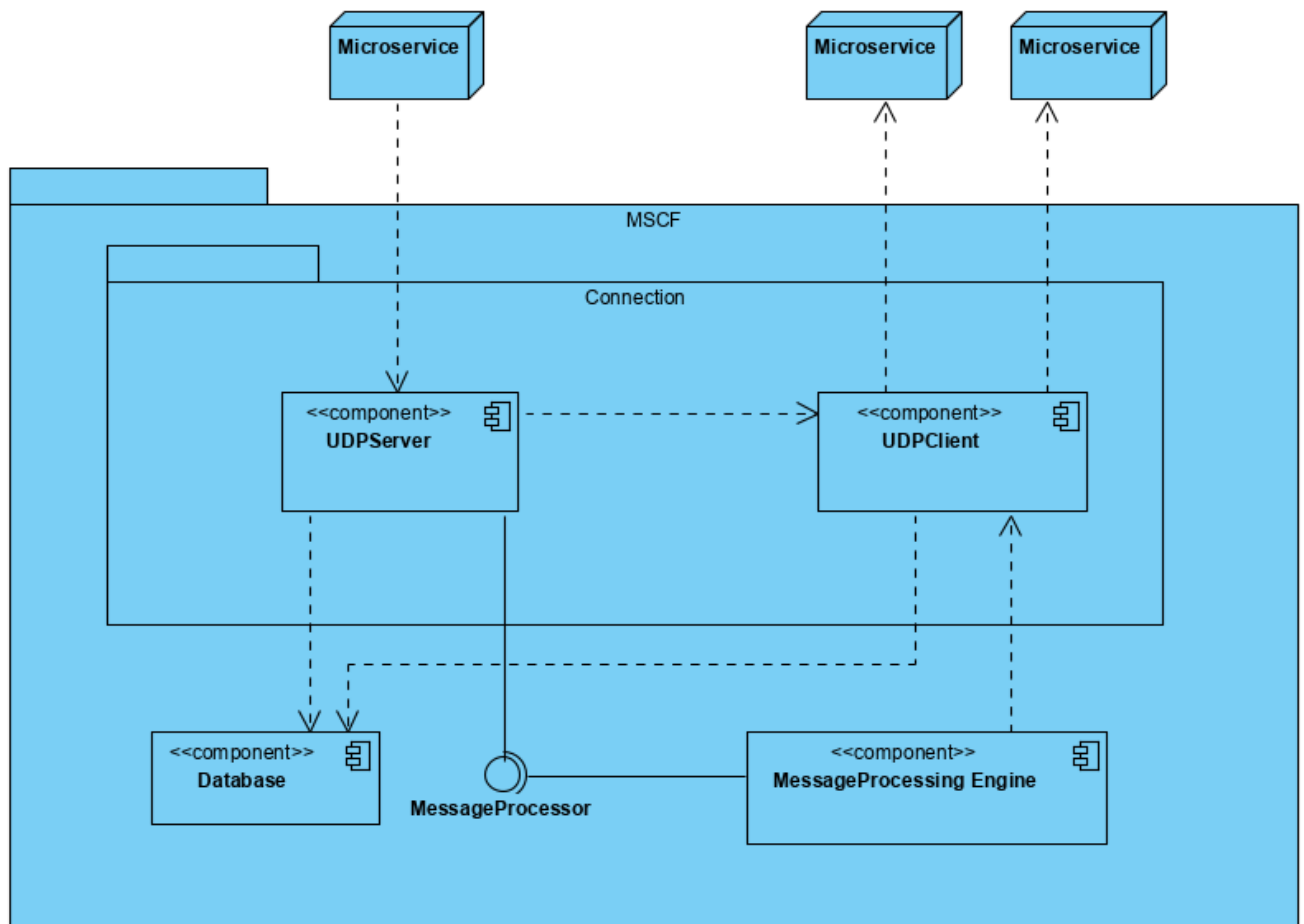 Microservice
Microservice
Microservice
MSCF
Connection
<<component>>
UDPServer
<<component>>
UDPClient
<<component>>
Database
MessageProcessor
<<component>>
MessageProcessing Engine